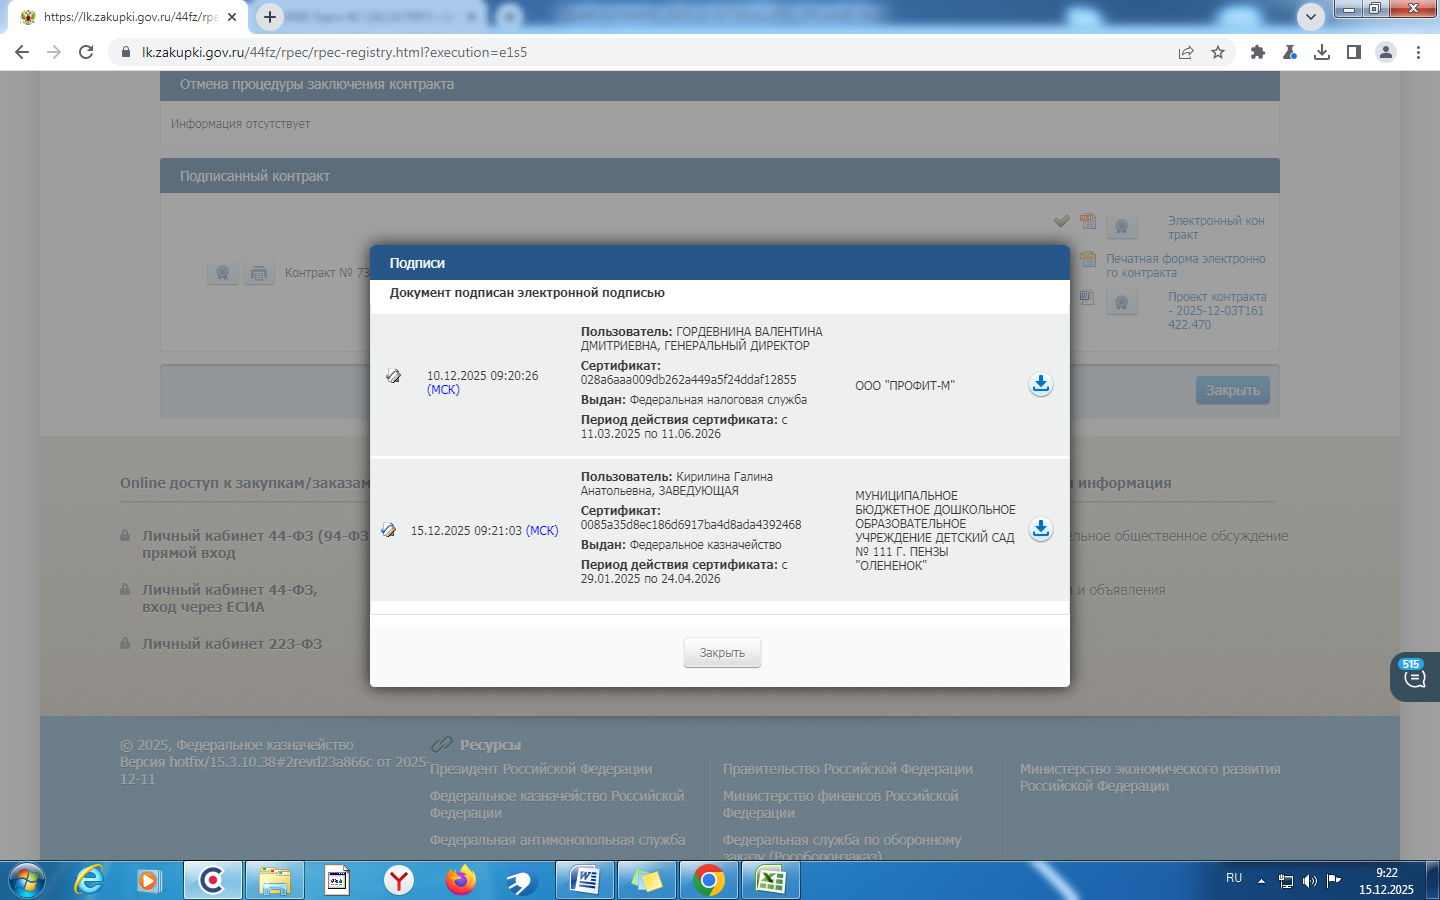 https://lk.zakupki.gov.ru/44fz/rpe
lk.zakupki.gov.ru/44fz/rpec/rpec-registry.html?execution=e1s5
Отмена процедуры заключения контракта
Информация отсутствует
Подписанный контракт
Контракт № 73
Электронный кон
тракт
Печатная форма электронно
го контракта
Проект контракта
- 2025-12-03T161
422.470
Закрыть
Подписи
Документ подписан электронной подписью
10.12.2025 09:20:26
(МСК)
Пользователь: ГОРДЕВНИНА ВАЛЕНТИНА
ДМИТРИЕВНА, ГЕНЕРАЛЬНЫЙ ДИРЕКТОР
Сертификат:
028a6aaa009db262a449a5f24ddaf12855
Выдан: Федеральная налоговая служба
Период действия сертификата: с
11.03.2025 по 11.06.2026
ООО "ПРОФИТ-М"
15.12.2025 09:21:03 (МСК)
Пользователь: Кирилина Галина
Анатольевна, ЗАВЕДУЮЩАЯ
Сертификат:
0085a35d8ec186d6917ba4d8ada4392468
Выдан: Федеральное казначейство
Период действия сертификата: с
29.01.2025 по 24.04.2026
МУНИЦИПАЛЬНОЕ
БЮДЖЕТНОЕ ДОШКОЛЬНОЕ
ОБРАЗОВАТЕЛЬНОЕ
УЧРЕЖДЕНИЕ ДЕТСКИЙ САД
№ 111 Г. ПЕНЗЫ
"ОЛЕНЕНОК"
Закрыть
Online доступ к закупкам/заказам
Личный кабинет 44-ФЗ (94-ФЗ
прямой вход
Личный кабинет 44-ФЗ,
вход через ЕСИА
Личный кабинет 223-ФЗ
я информация
льное общественное обсуждение
и и объявления
515
© 2025, Федеральное казначейство
Версия hotfix/15.3.10.38#2revd23a866c от 2025-
12-11
Ресурсы
Президент Российской Федерации
Федеральное казначейство Российской
Федерации
Федеральная антимонопольная служба
Правительство Российской Федерации
Министерство финансов Российской
Федерации
Федеральная служба по оборонному
заказу (Рособоронзаказ)
Министерство экономического развития
Российской Федерации
RU
9:22
15.12.2025